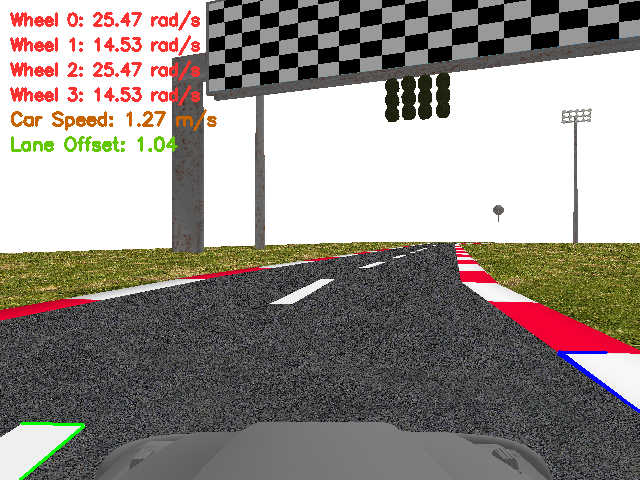 Wheel 0: 25.47 rad/s
Wheel 1: 14.53 rad/s
Wheel 2: 25.47 rad/s
Wheel 3: 14.53 rad/s
Car Speed: 1.27 m/s
Lane Offset: 1.04